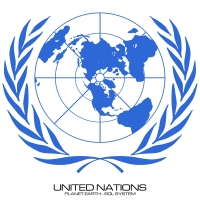 UNITED NATIONS
PLANET EARTH - SOL SYSTEM